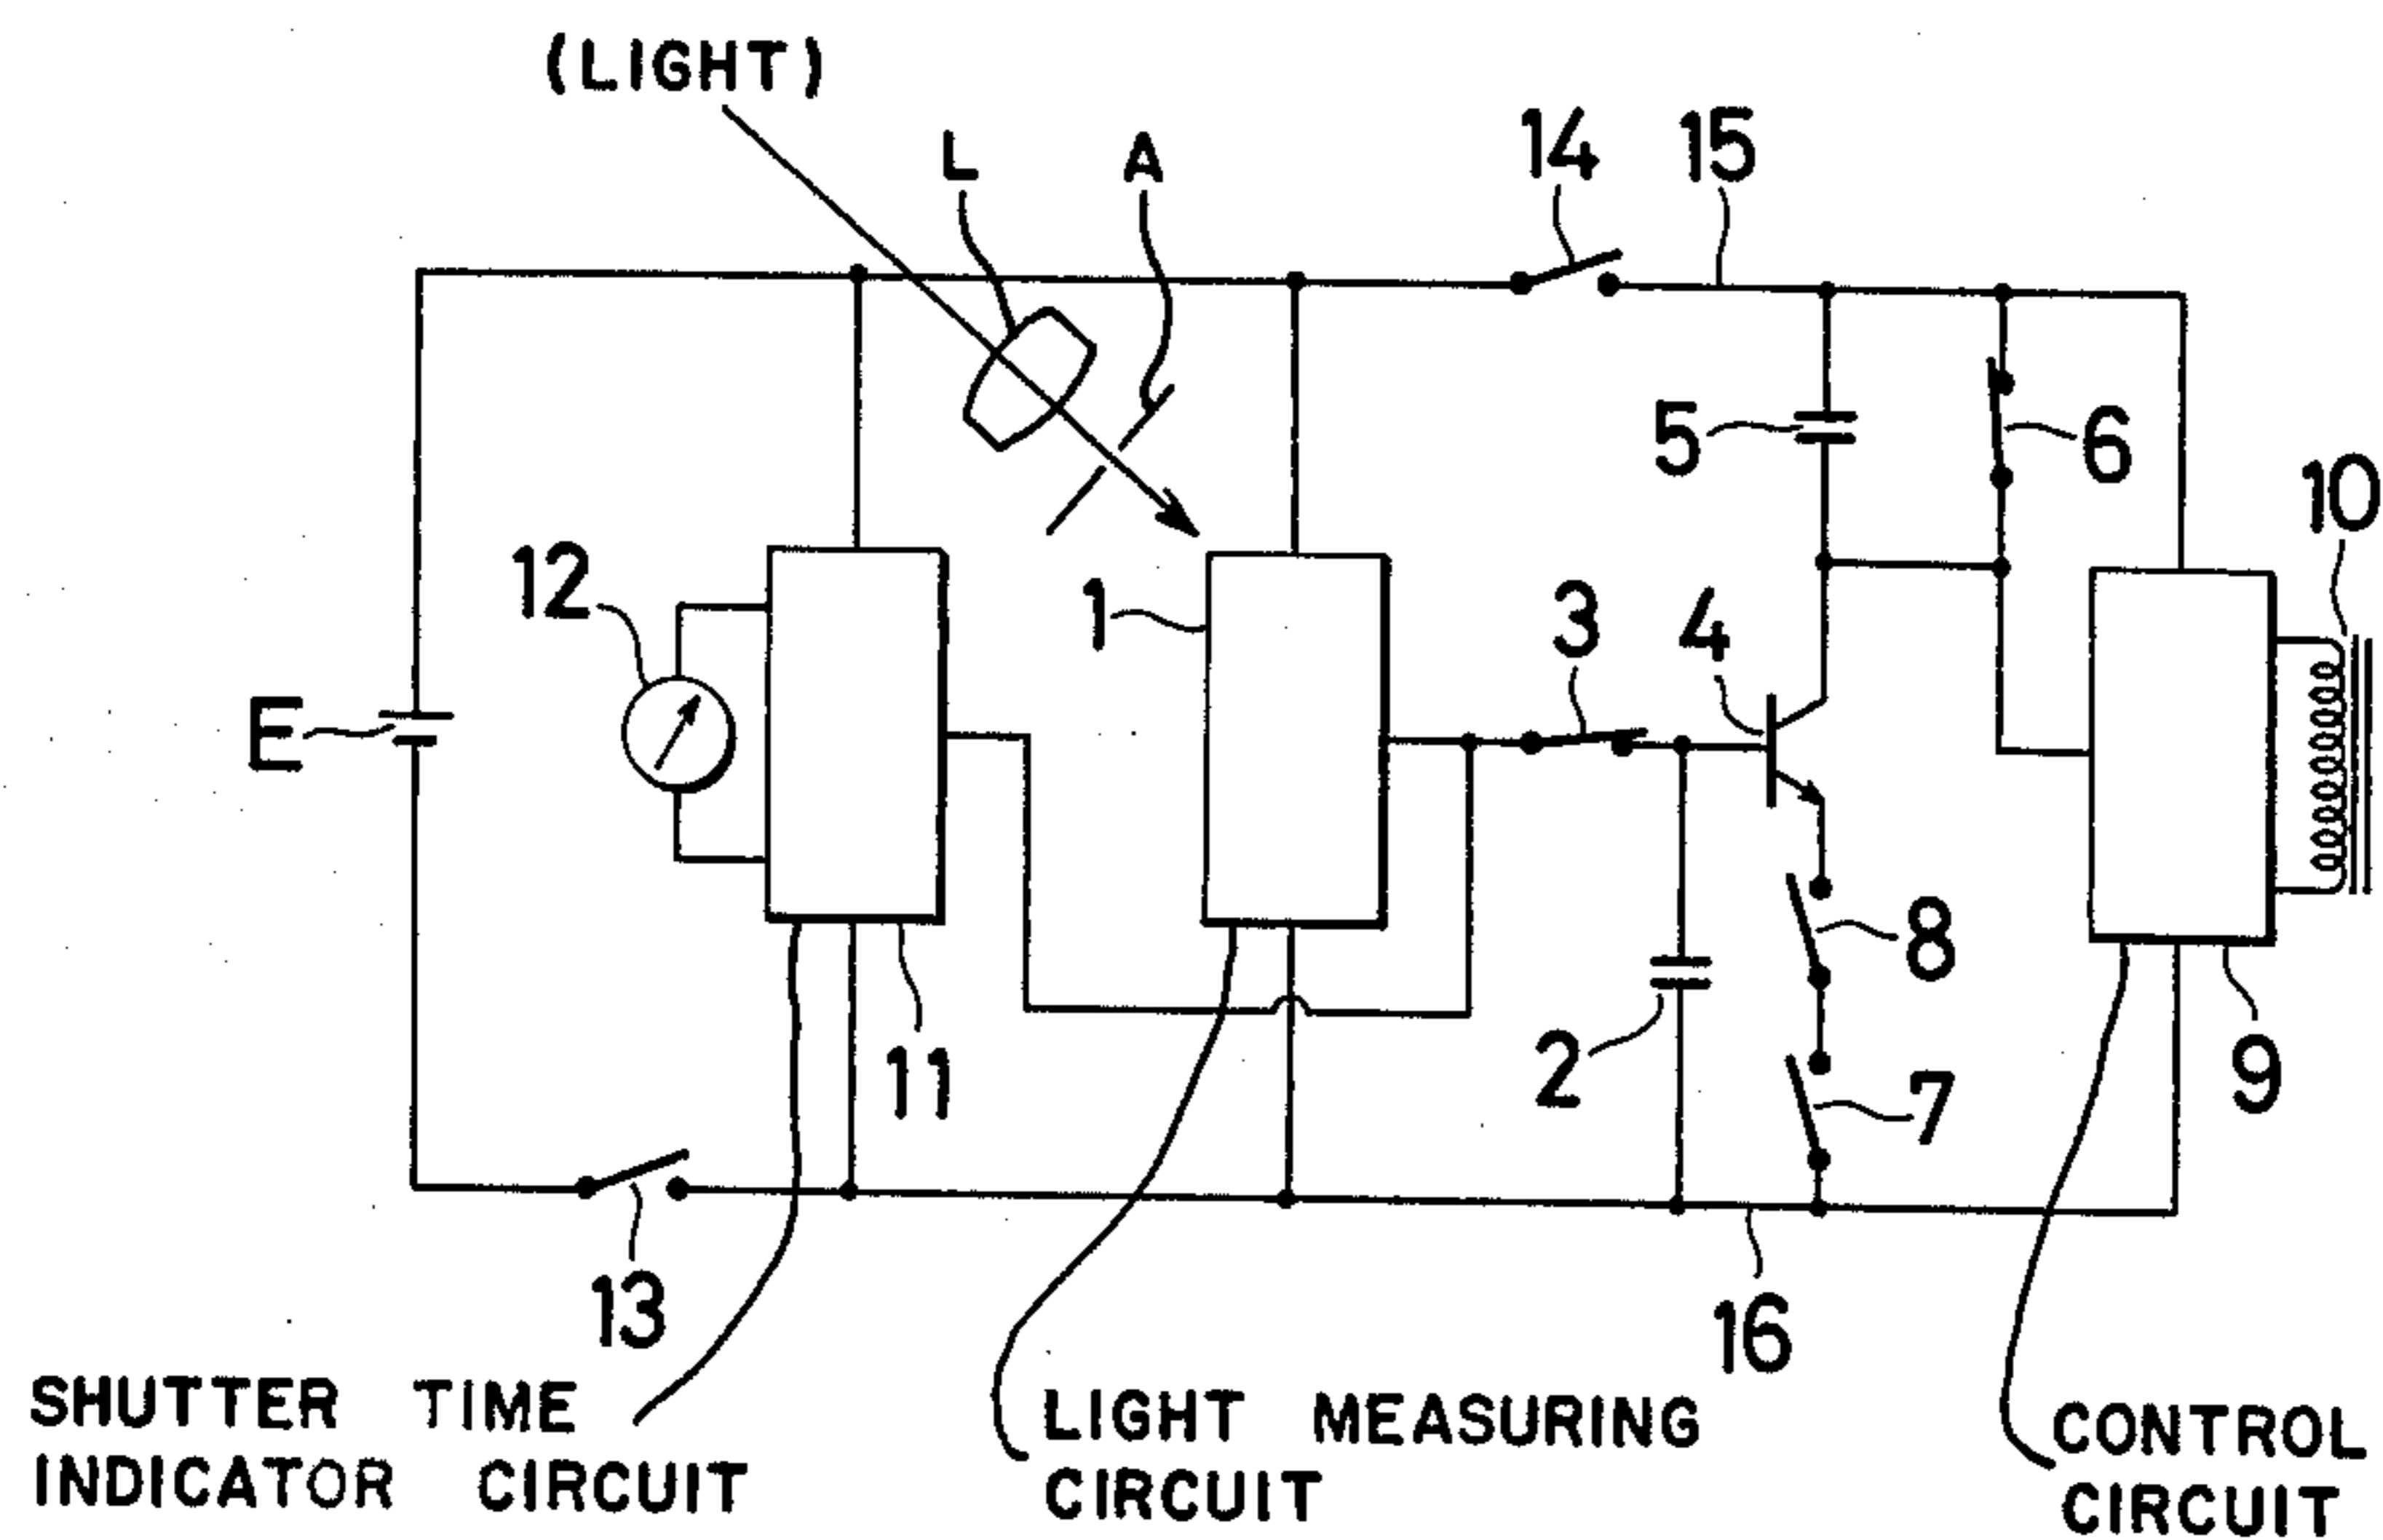 (LIGHT)
L
A
14
15
5
6
10
12
1
3
4
E
8
11
2
7
9
13
16
SHUTTER TIME
INDICATOR CIRCUIT
LIGHT MEASURING
CIRCUIT
CONTROL
CIRCUIT